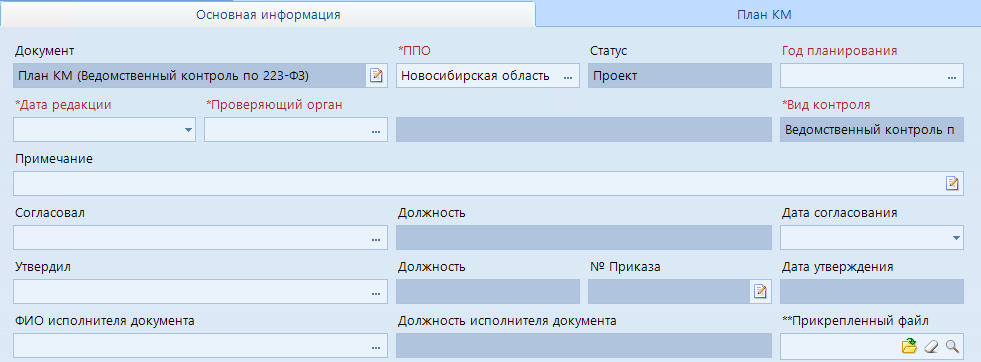 Основная информация План КМ
Документ *ППО Статус Год планирования
План КМ (Ведомственный контроль по 223-ФЗ) Новосибирская область ... Проект ...
*Дата редакции *Проверяющий орган *Вид контроля
... Ведомственный контроль п
Примечание
Согласовал Должность Дата согласования
...
Утвердил Должность № Приказа Дата утверждения
...
ФИО исполнителя документа Должность исполнителя документа **Прикрепленный файл
...